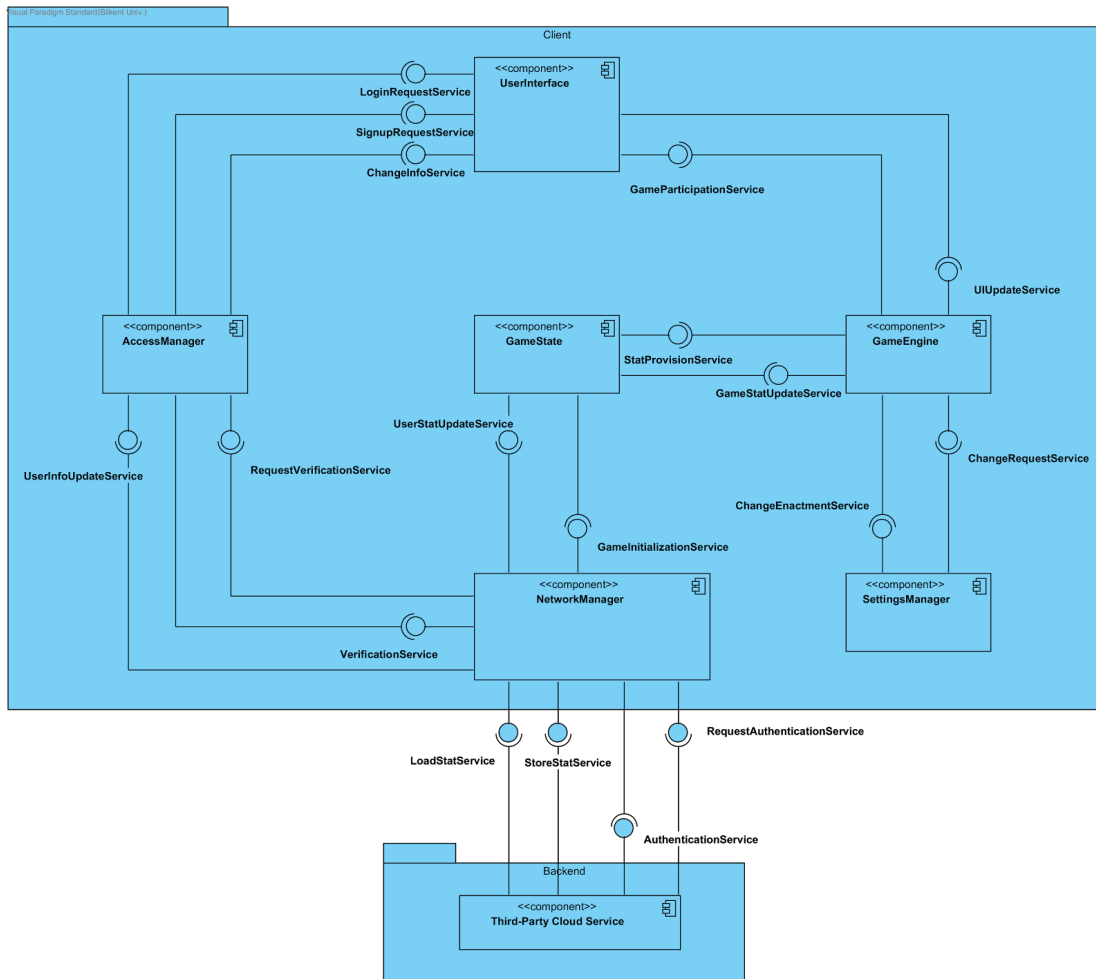 Visual Paradigm Standard(Bilkent Univ.)
Client
<<component>>
UserInterface
LoginRequestService
SignupRequestService
ChangeInfoService
GameParticipationService
UIUpdateService
<<component>>
AccessManager
<<component>>
GameState
<<component>>
GameEngine
StatProvisionService
GameStatUpdateService
UserStatUpdateService
UserInfoUpdateService
RequestVerificationService
ChangeRequestService
ChangeEnactmentService
GameInitializationService
<<component>>
NetworkManager
<<component>>
SettingsManager
VerificationService
RequestAuthenticationService
LoadStatService
StoreStatService
AuthenticationService
Backend
<<component>>
Third-Party Cloud Service